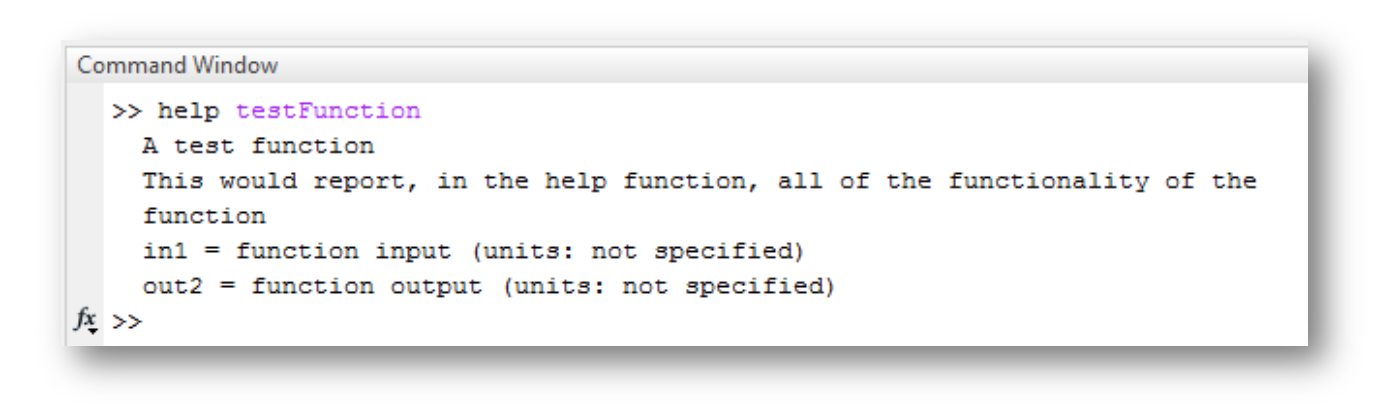 Command Window
>> help testFunction
A test function
This would report, in the help function, all of the functionality of the
function
in1 = function input (units: not specified)
out2 = function output (units: not specified)
fx >>